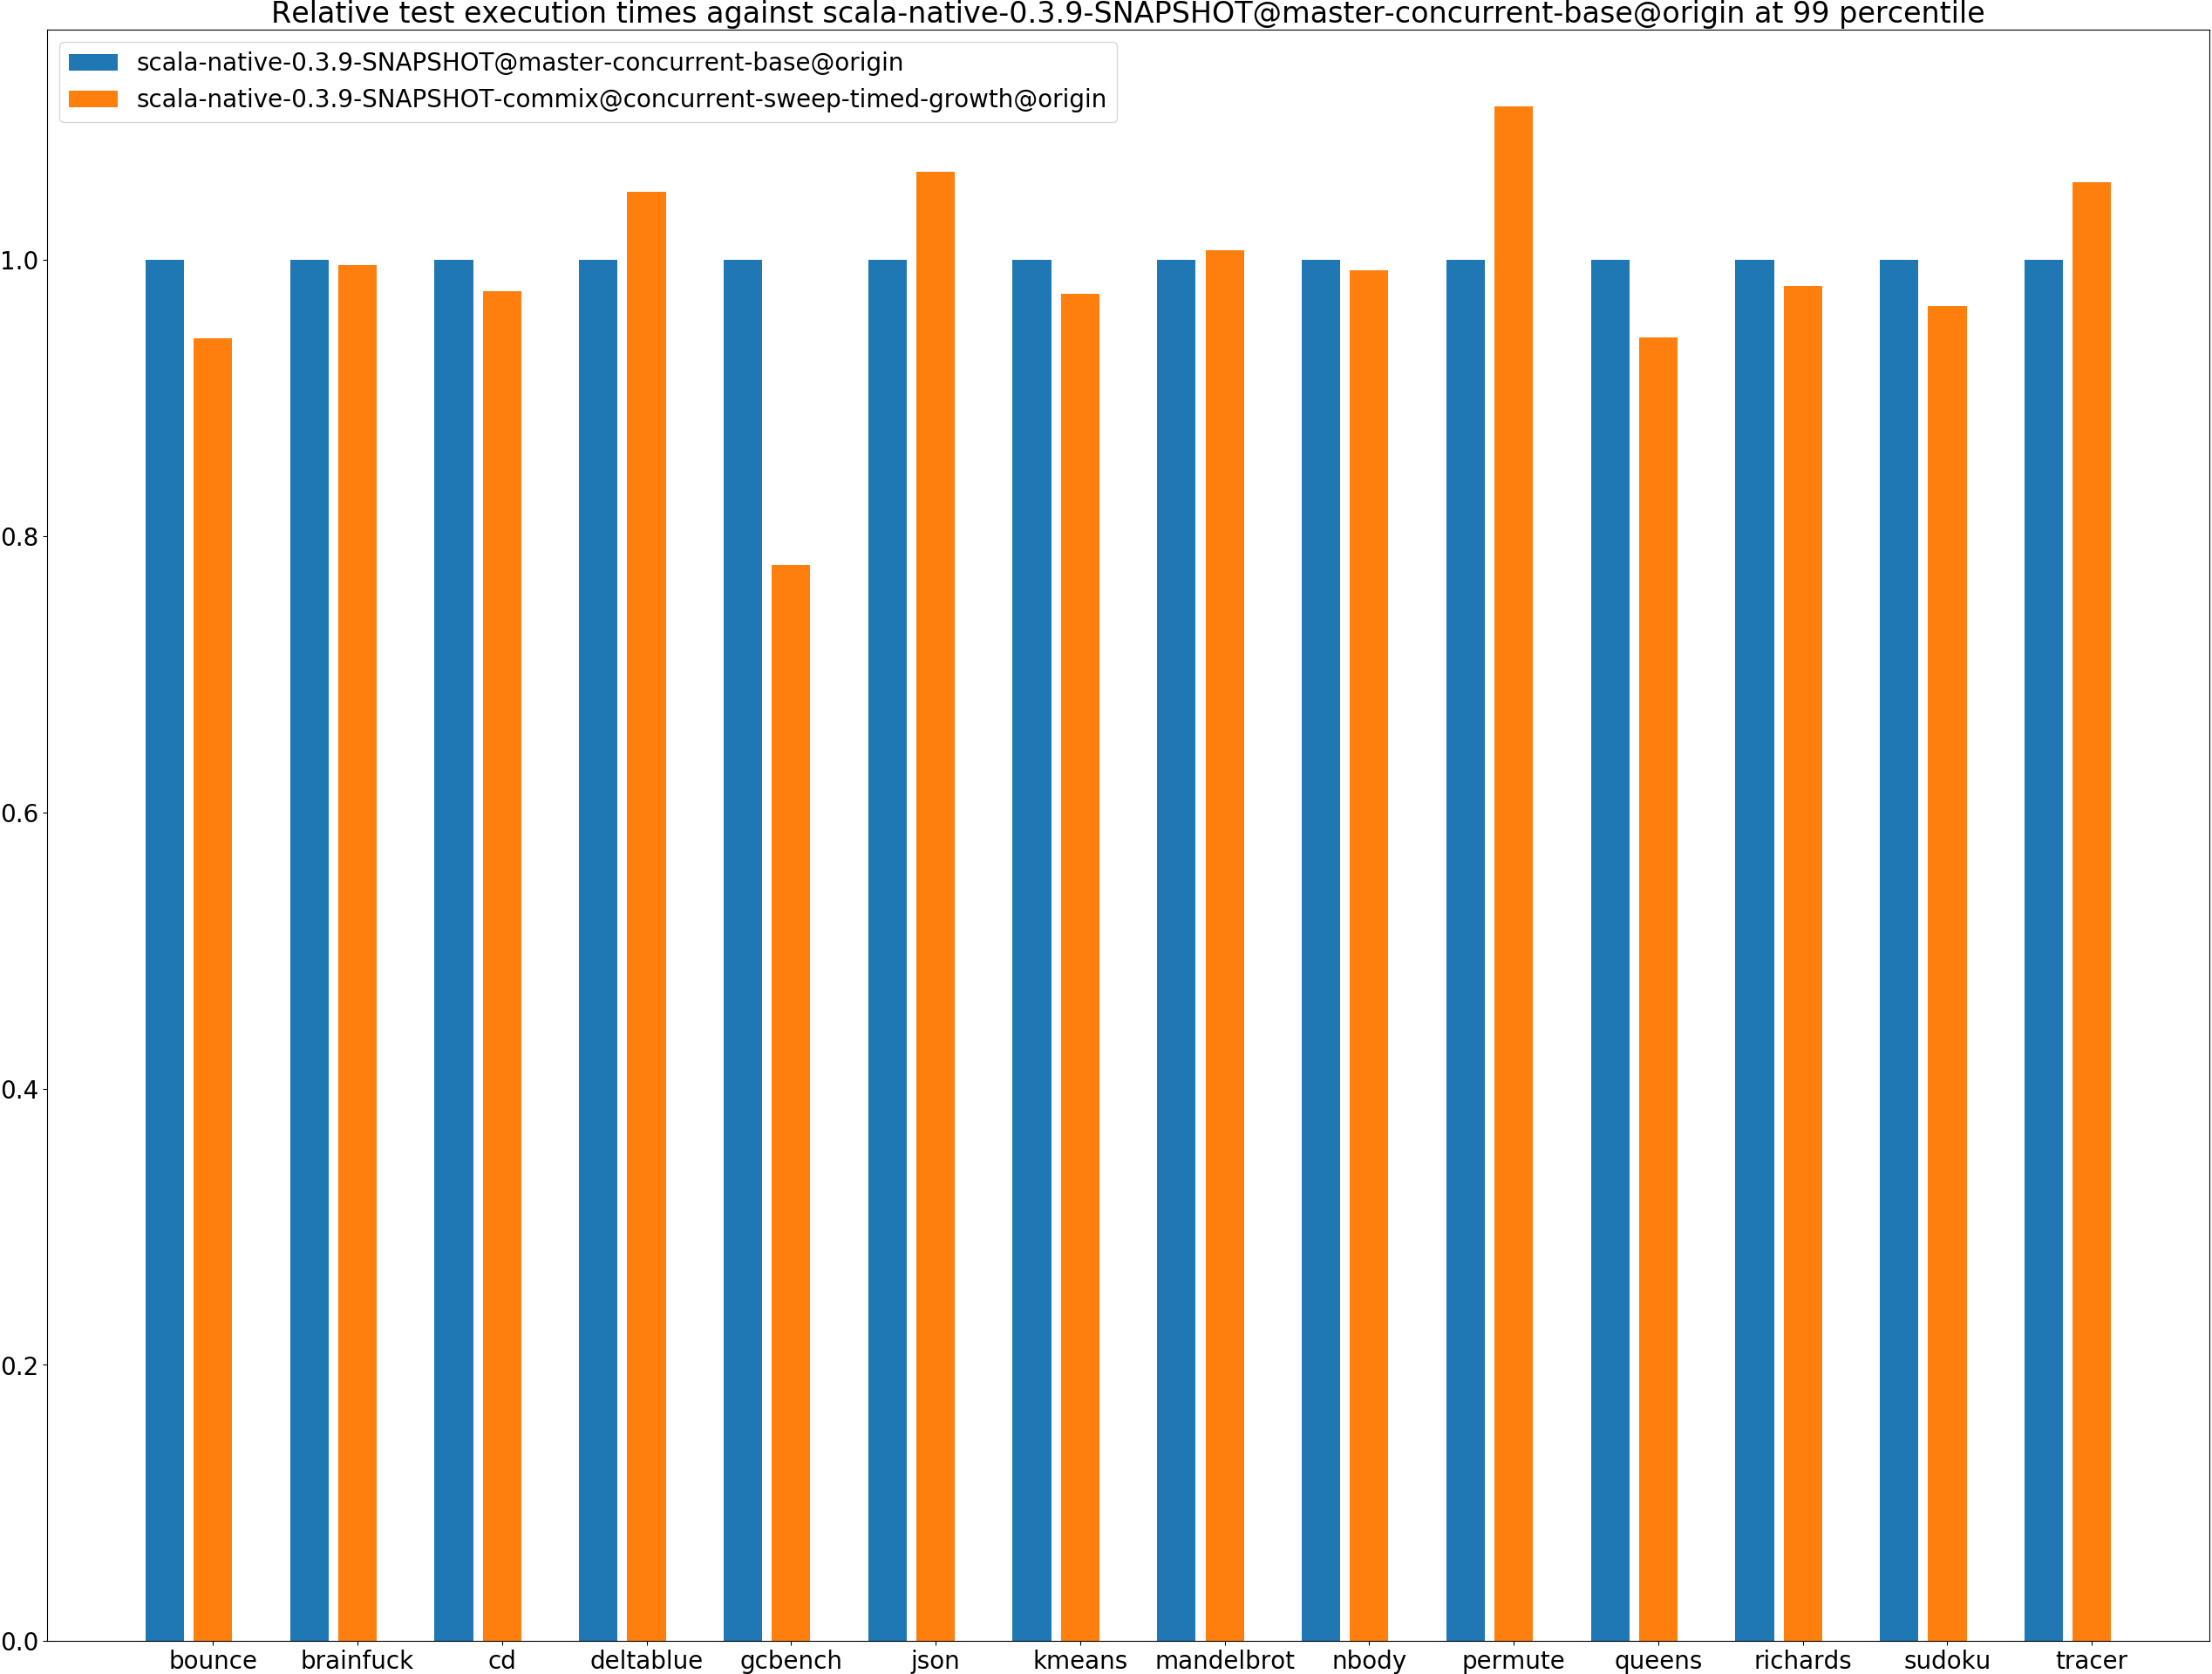 Relative test execution times against scala-native-0.3.9-SNAPSHOT@master-concurrent-base@origin at 99 percentile
scala-native-0.3.9-SNAPSHOT@master-concurrent-base@origin
scala-native-0.3.9-SNAPSHOT-commix@concurrent-sweep-timed-growth@origin
1.0
0.8
0.6
0.4
0.2
0.0
bounce brainfuck cd deltablue gcbench json kmeans mandelbrot nbody permute queens richards sudoku tracer